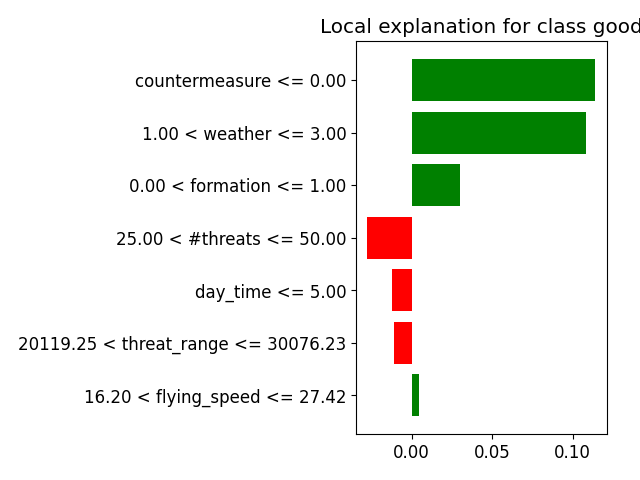 Local explanation for class good
countermeasure <= 0.00
1.00 < weather <= 3.00
0.00 < formation <= 1.00
25.00 < #threats <= 50.00
day_time <= 5.00
20119.25 < threat_range <= 30076.23
16.20 < flying_speed <= 27.42
0.00 0.05 0.10